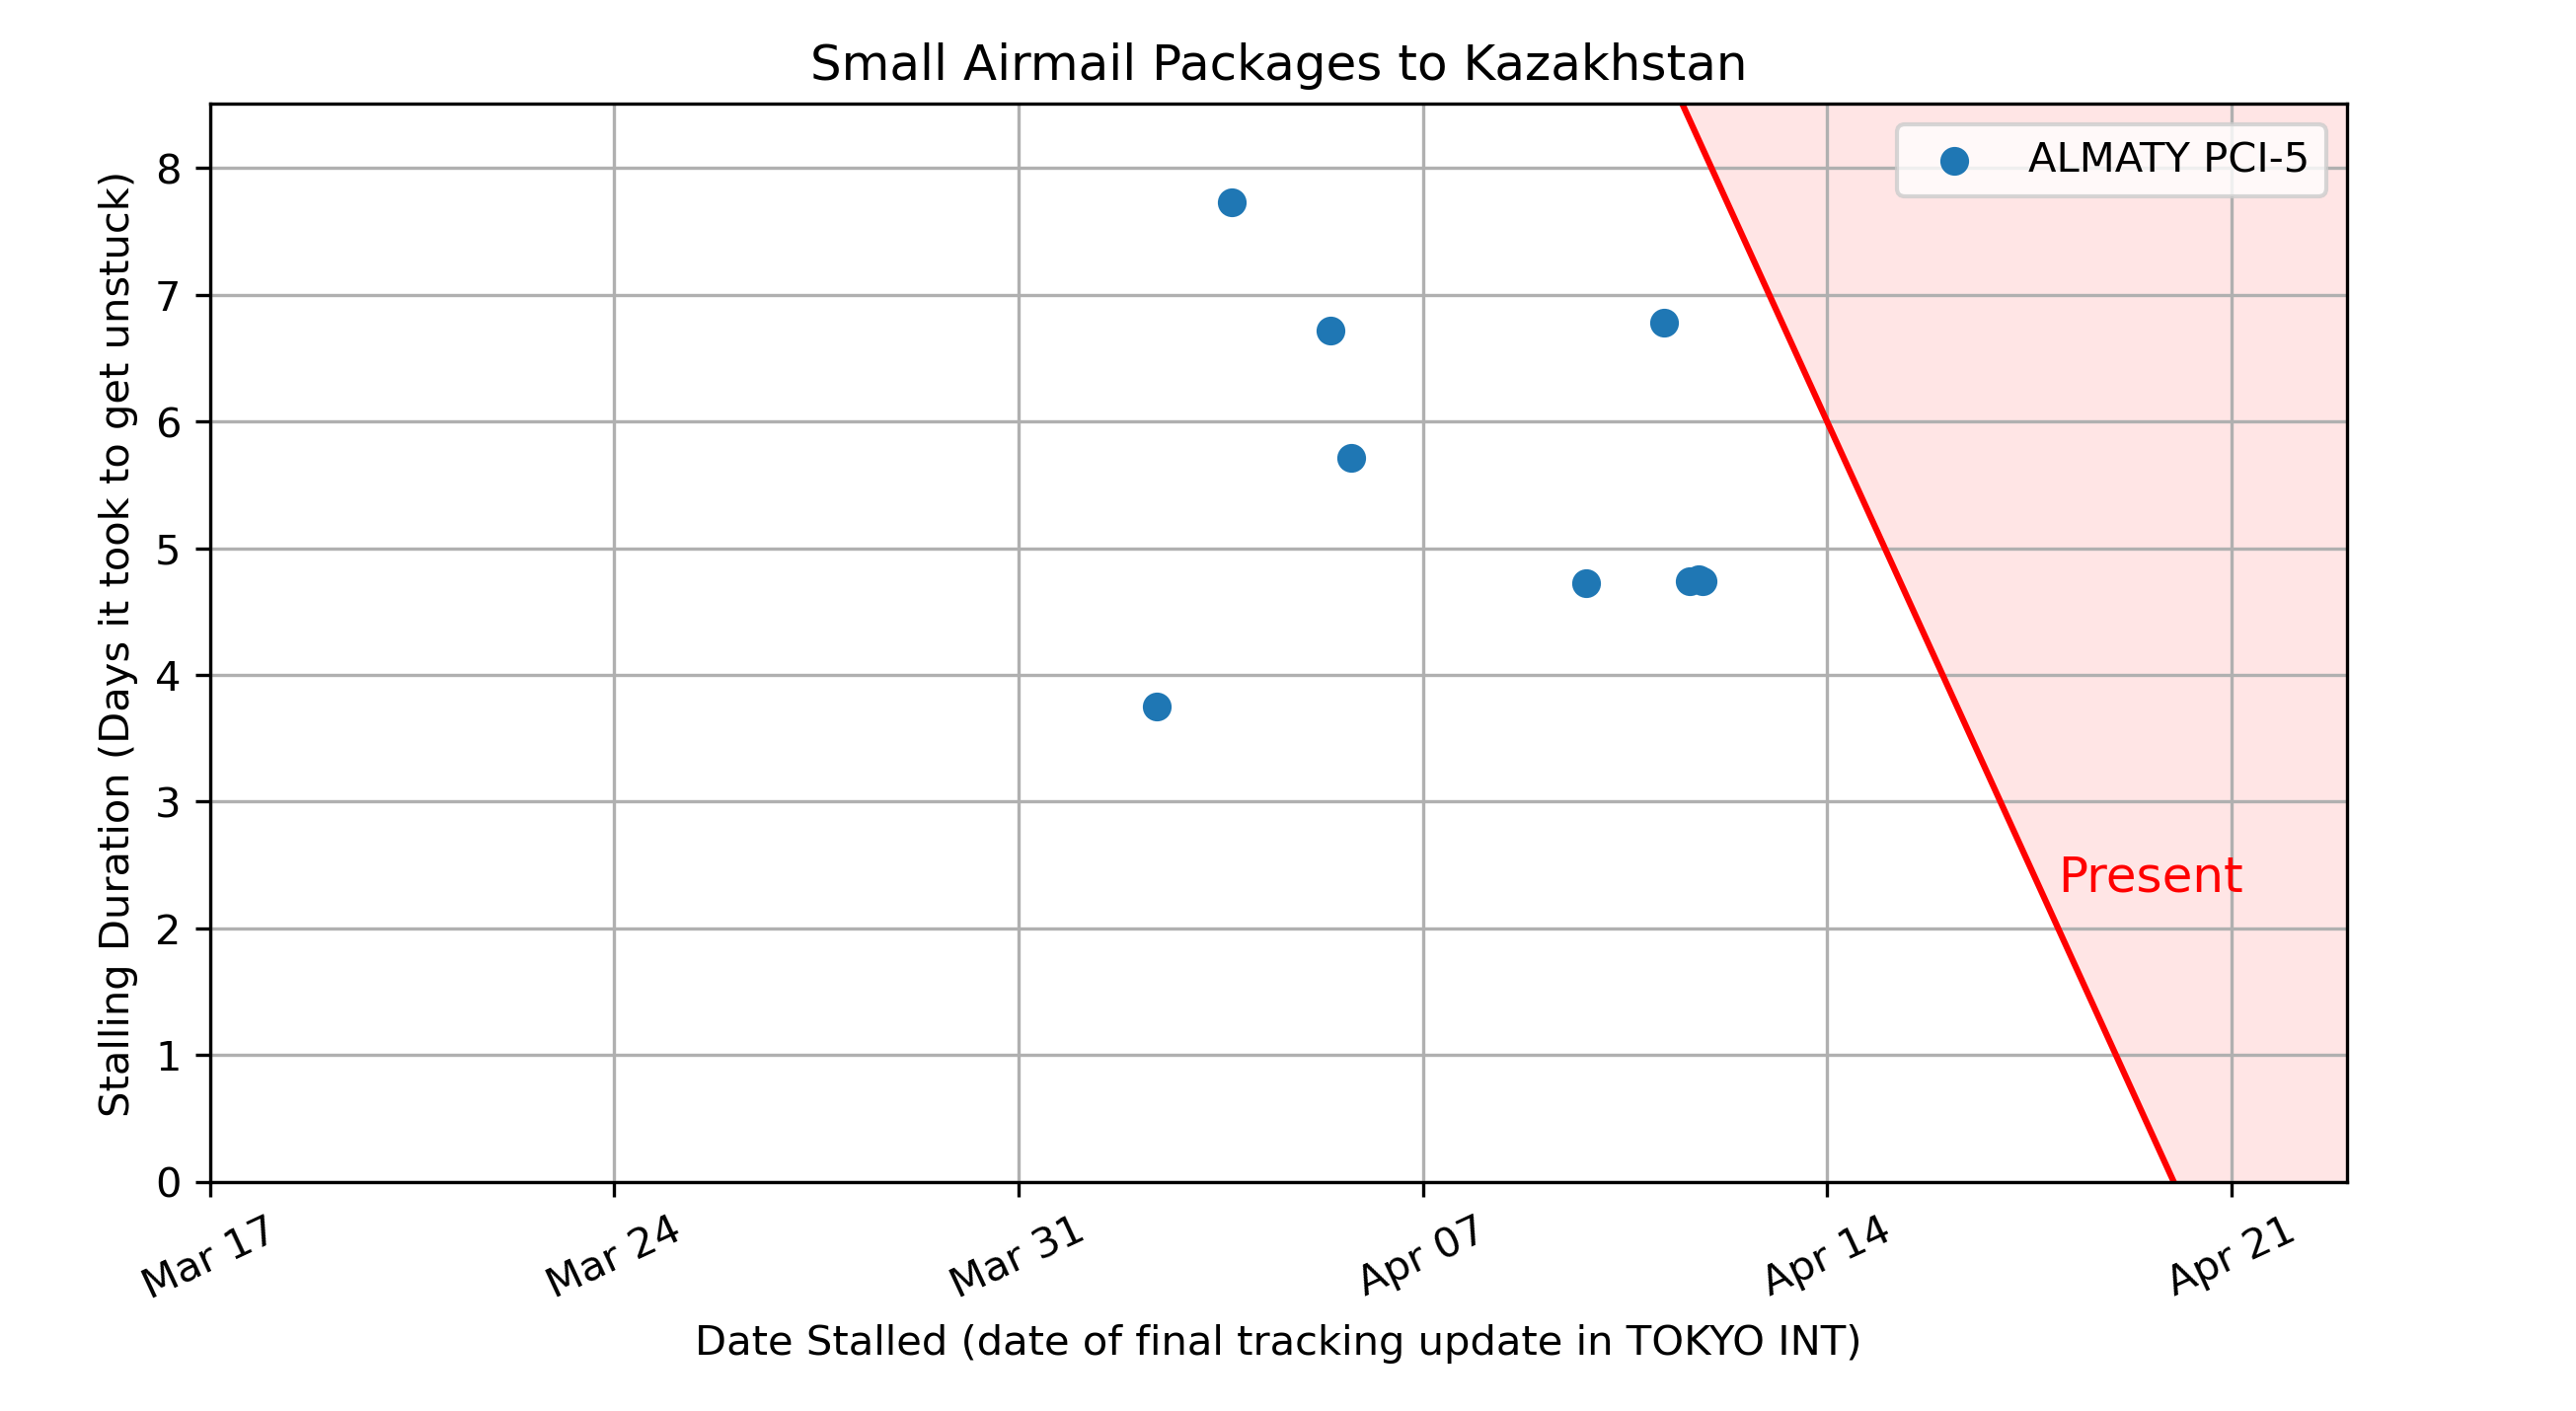 Small Airmail Packages to Kazakhstan
ALMATY PCI-5
Stalling Duration (Days it took to get unstuck)
8
7
6
5
4
3
2
1
0
Present
Mar 17
Mar 24
Mar 31
Apr 07
Apr 14
Apr 21
Date Stalled (date of final tracking update in TOKYO INT)